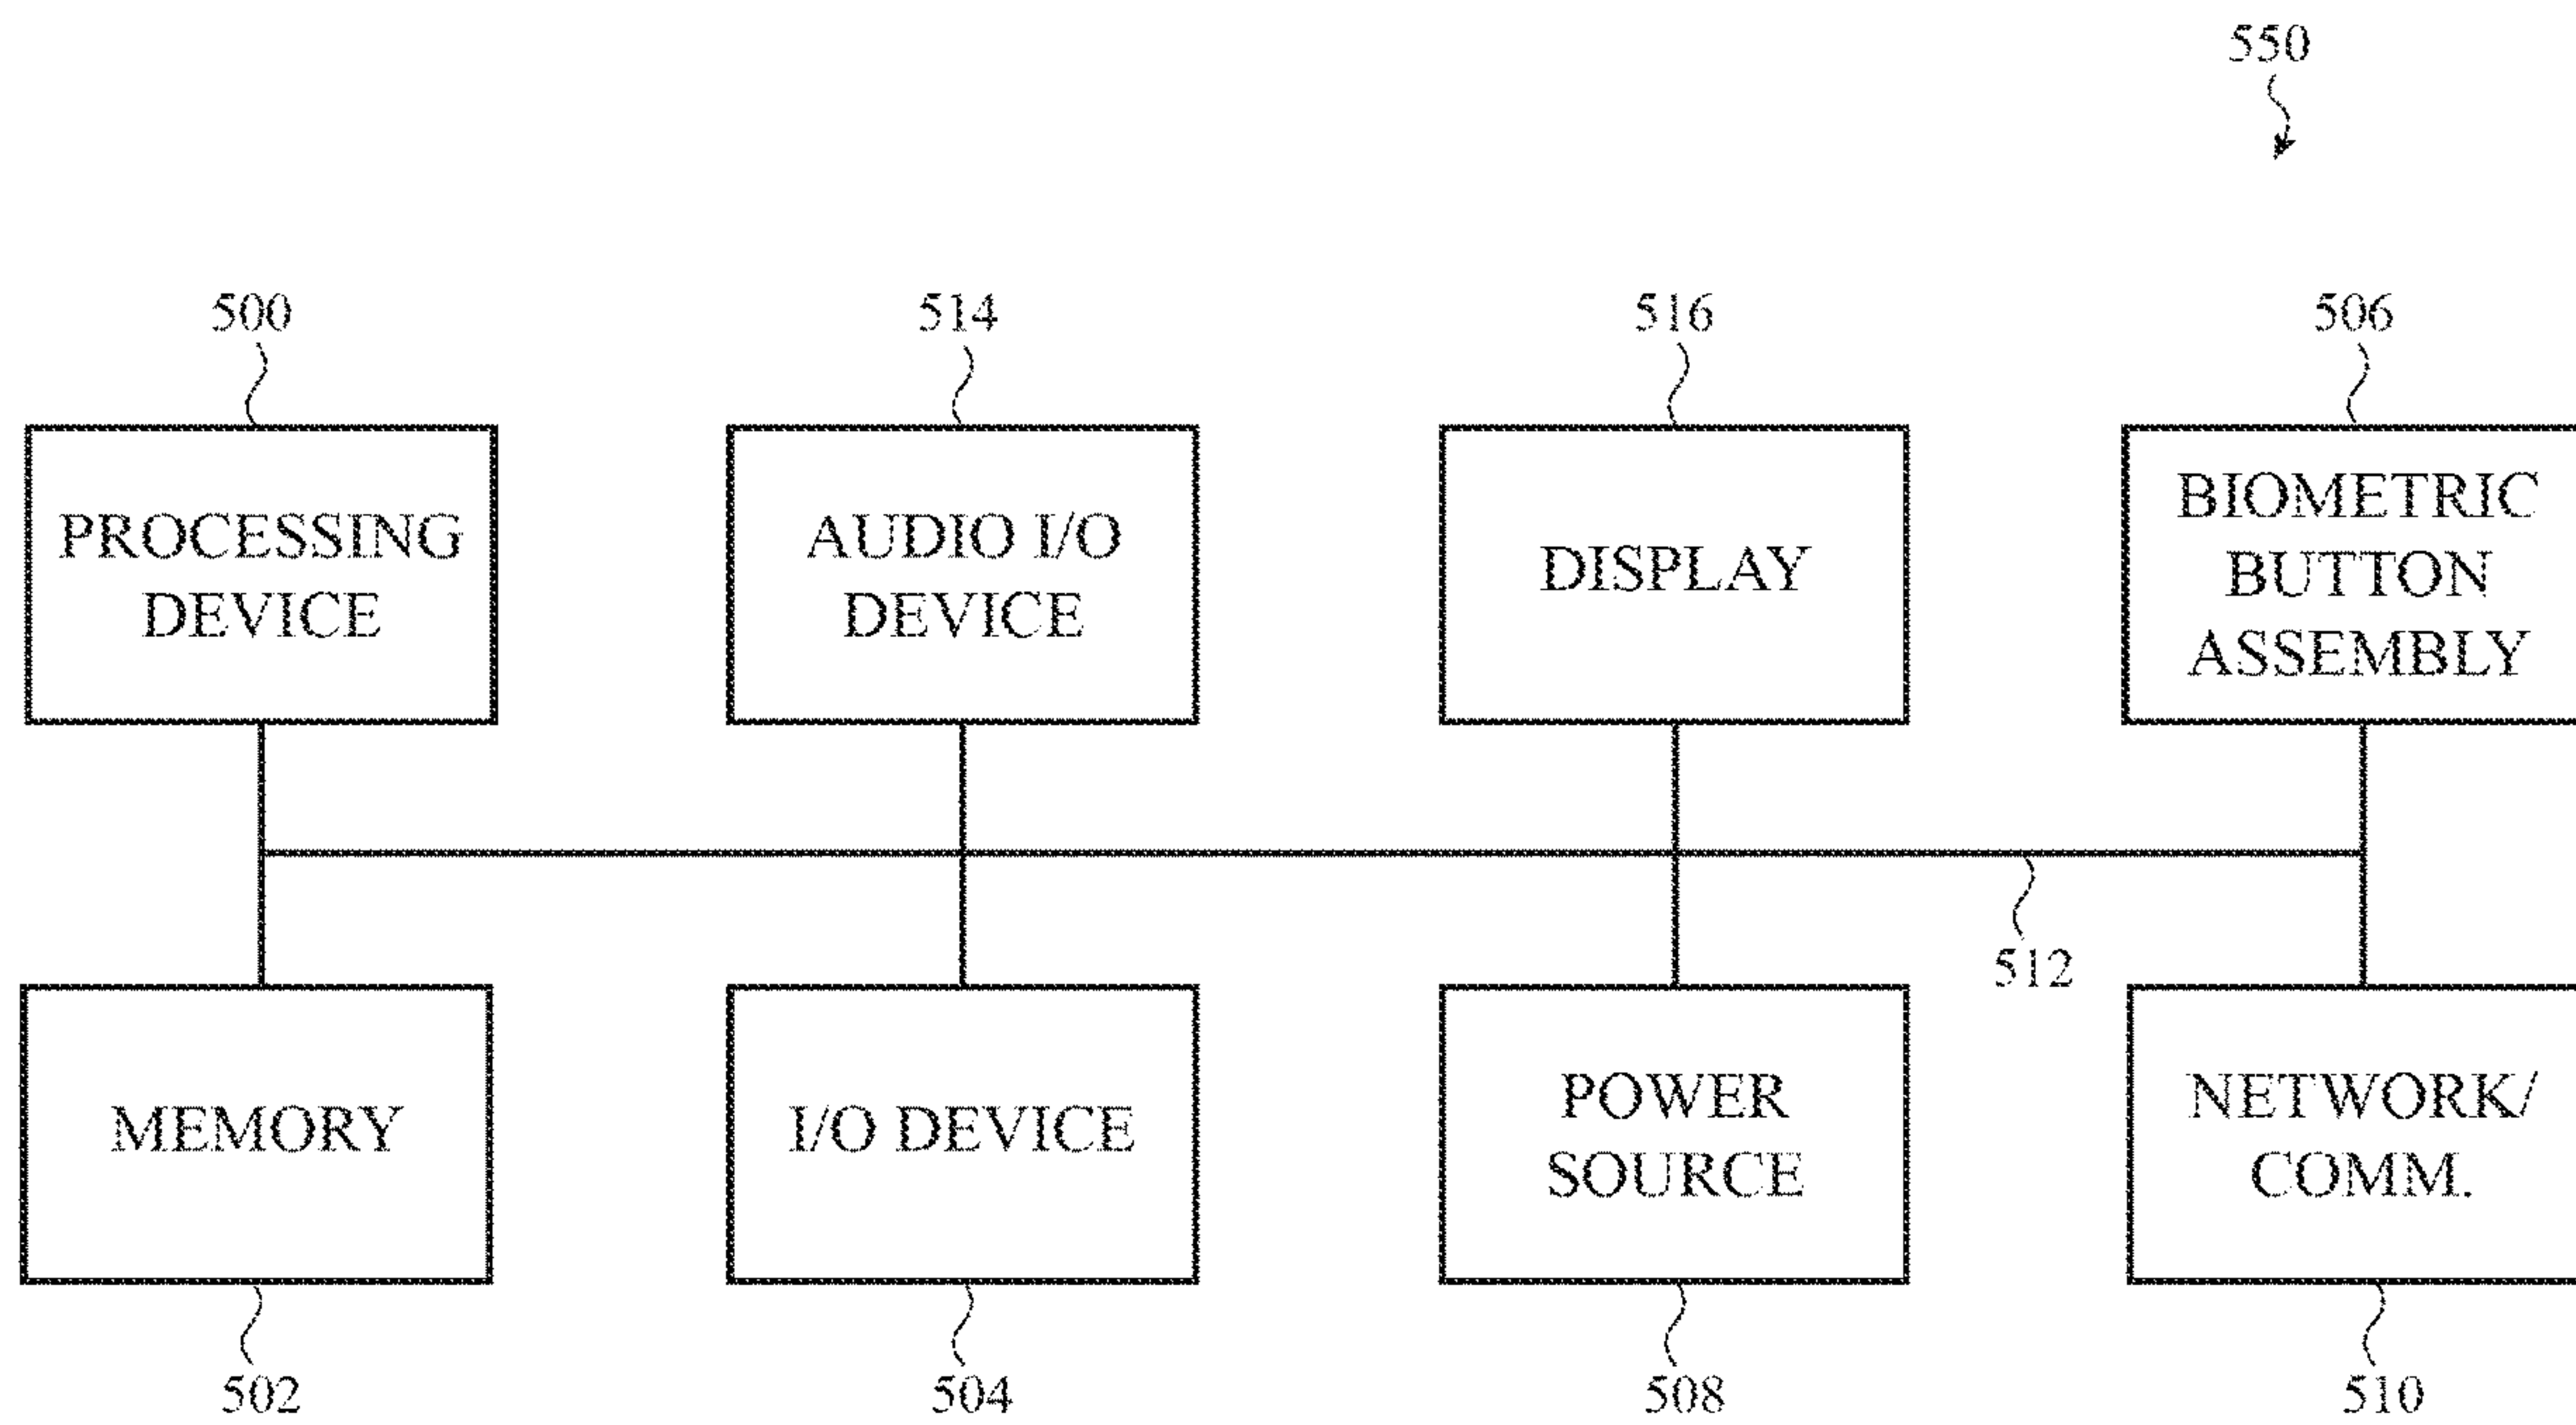 550
500
514
516
506
PROCESSING
DEVICE
AUDIO I/O
DEVICE
DISPLAY
BIOMETRIC
BUTTON
ASSEMBLY
512
MEMORY
I/O DEVICE
POWER
SOURCE
NETWORK/
COMM.
502
504
508
510